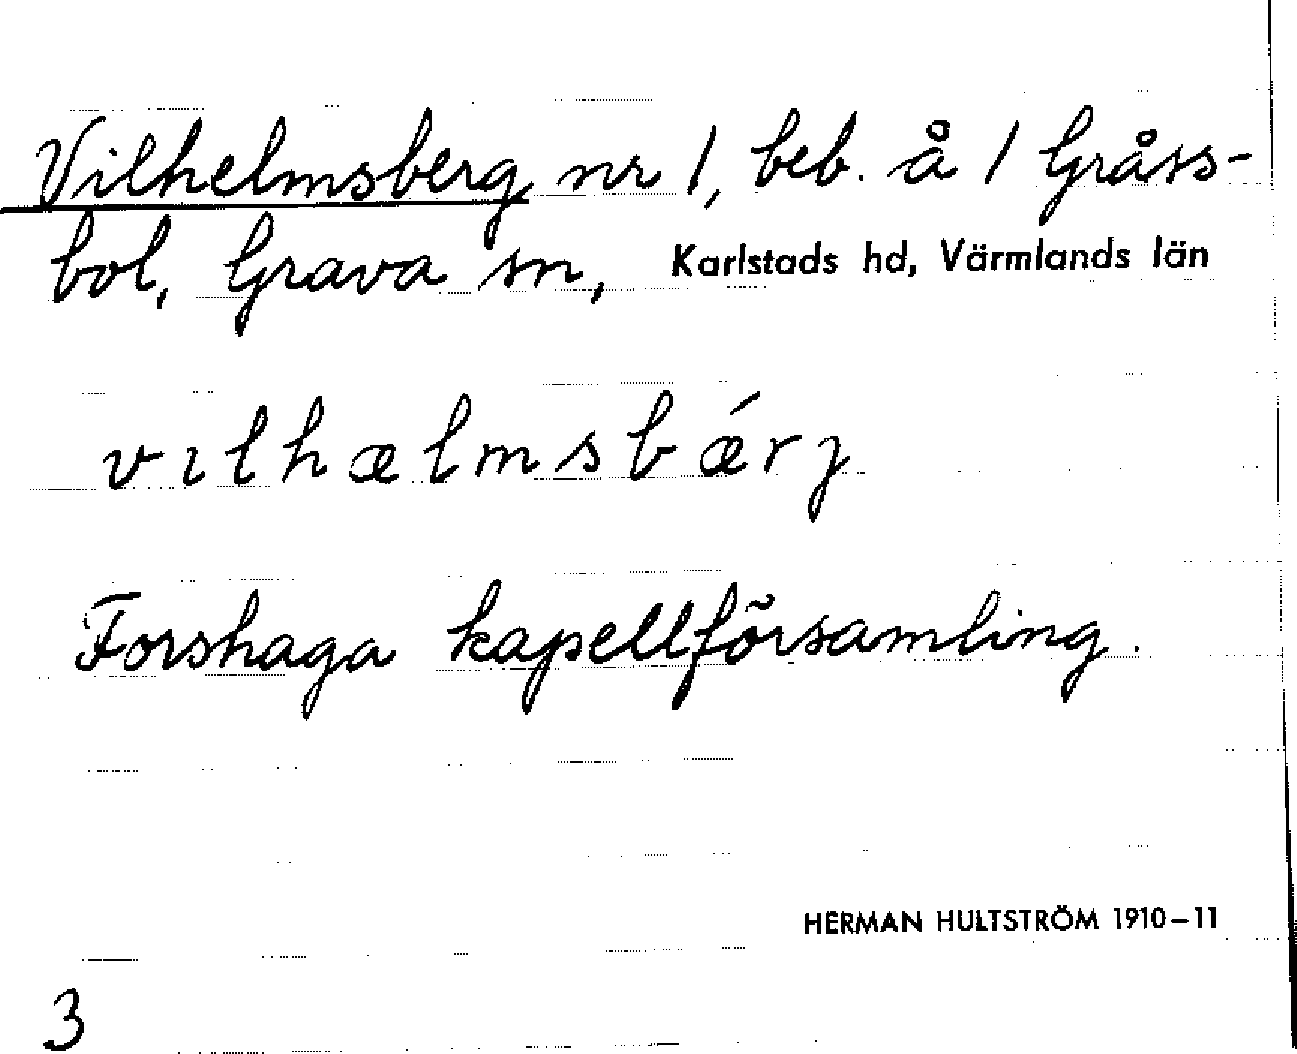 Vilhelmsberg nr 1, beb. å 1 Gråss-
bol, Grava sn, Karlstads hd, Värmlands län
vılhælmsbǽrȷ
Forshaga kapellförsamling.
HERMAN HULTSTRÖM 1910–11
3